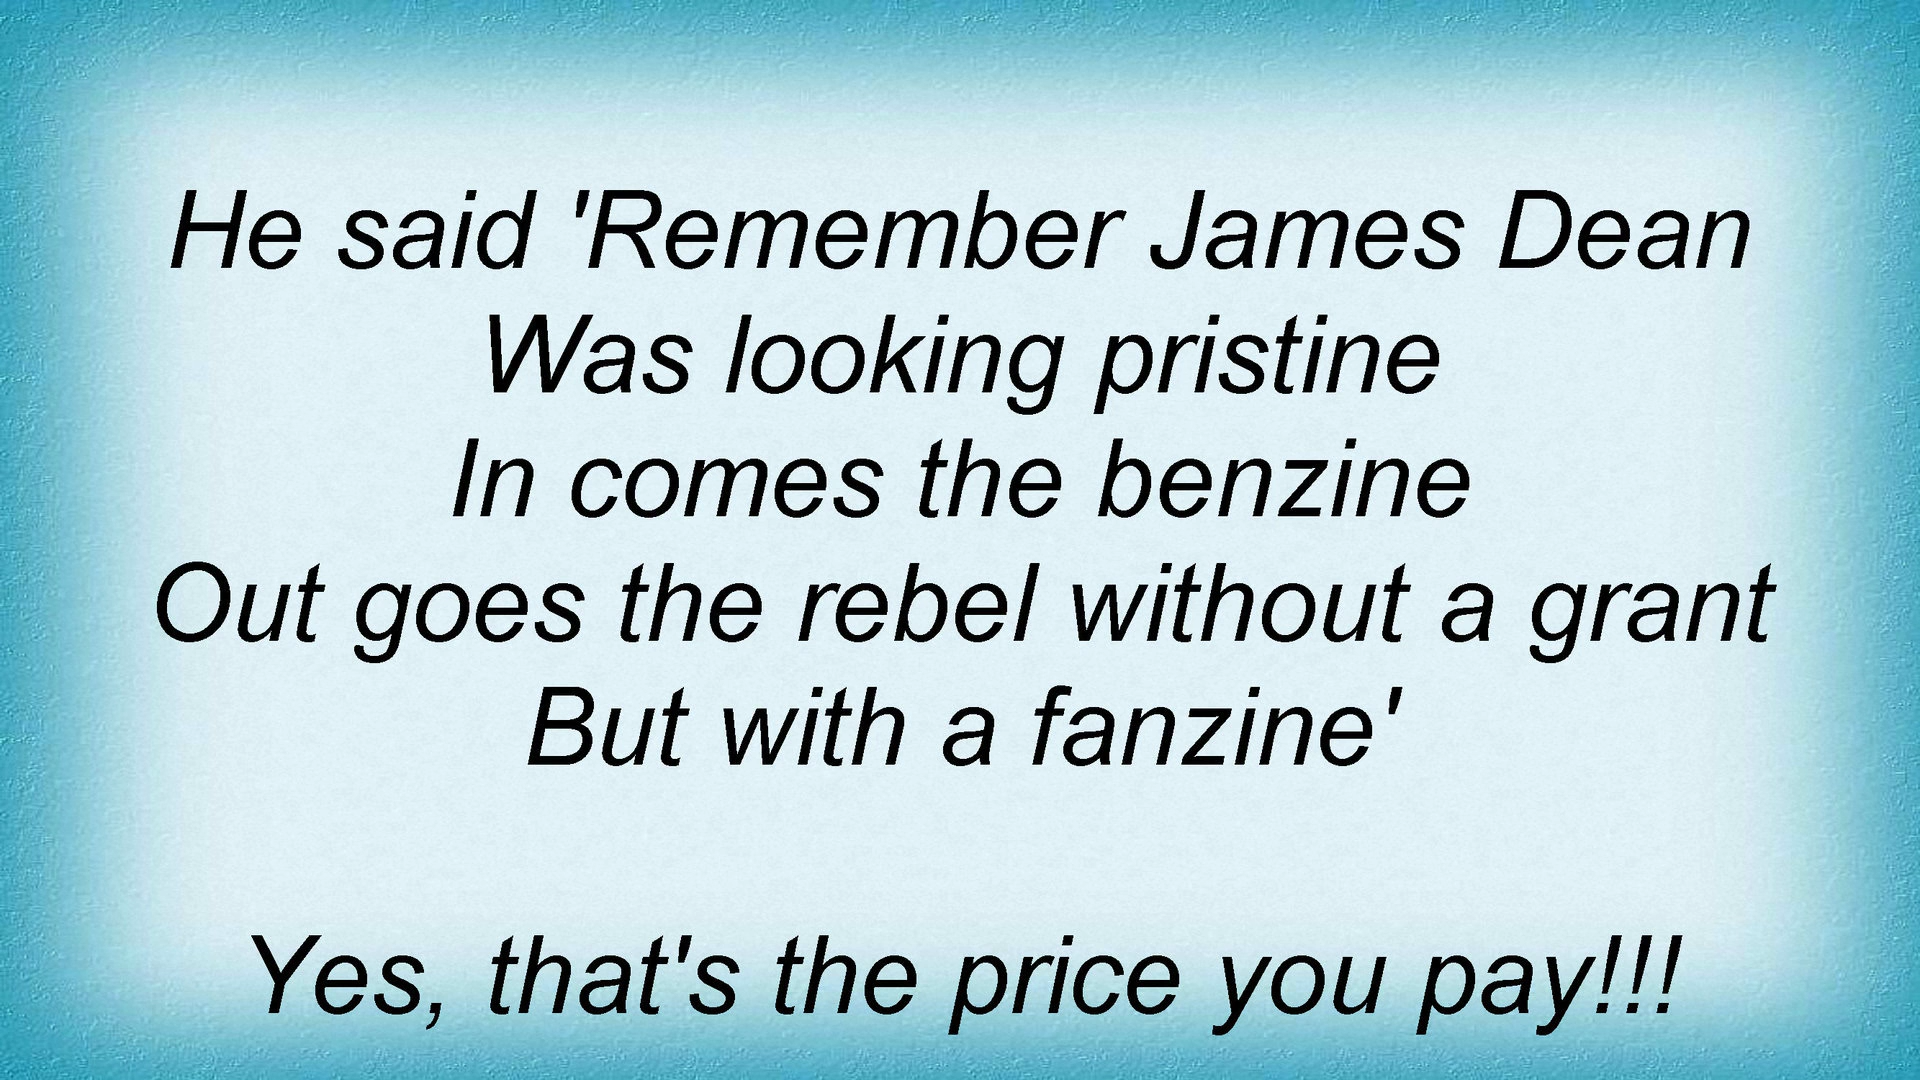 He said 'Remember James Dean
Was looking pristine
In comes the benzine
Out goes the rebel without a grant
But with a fanzine'
Yes, that's the price you pay!!!